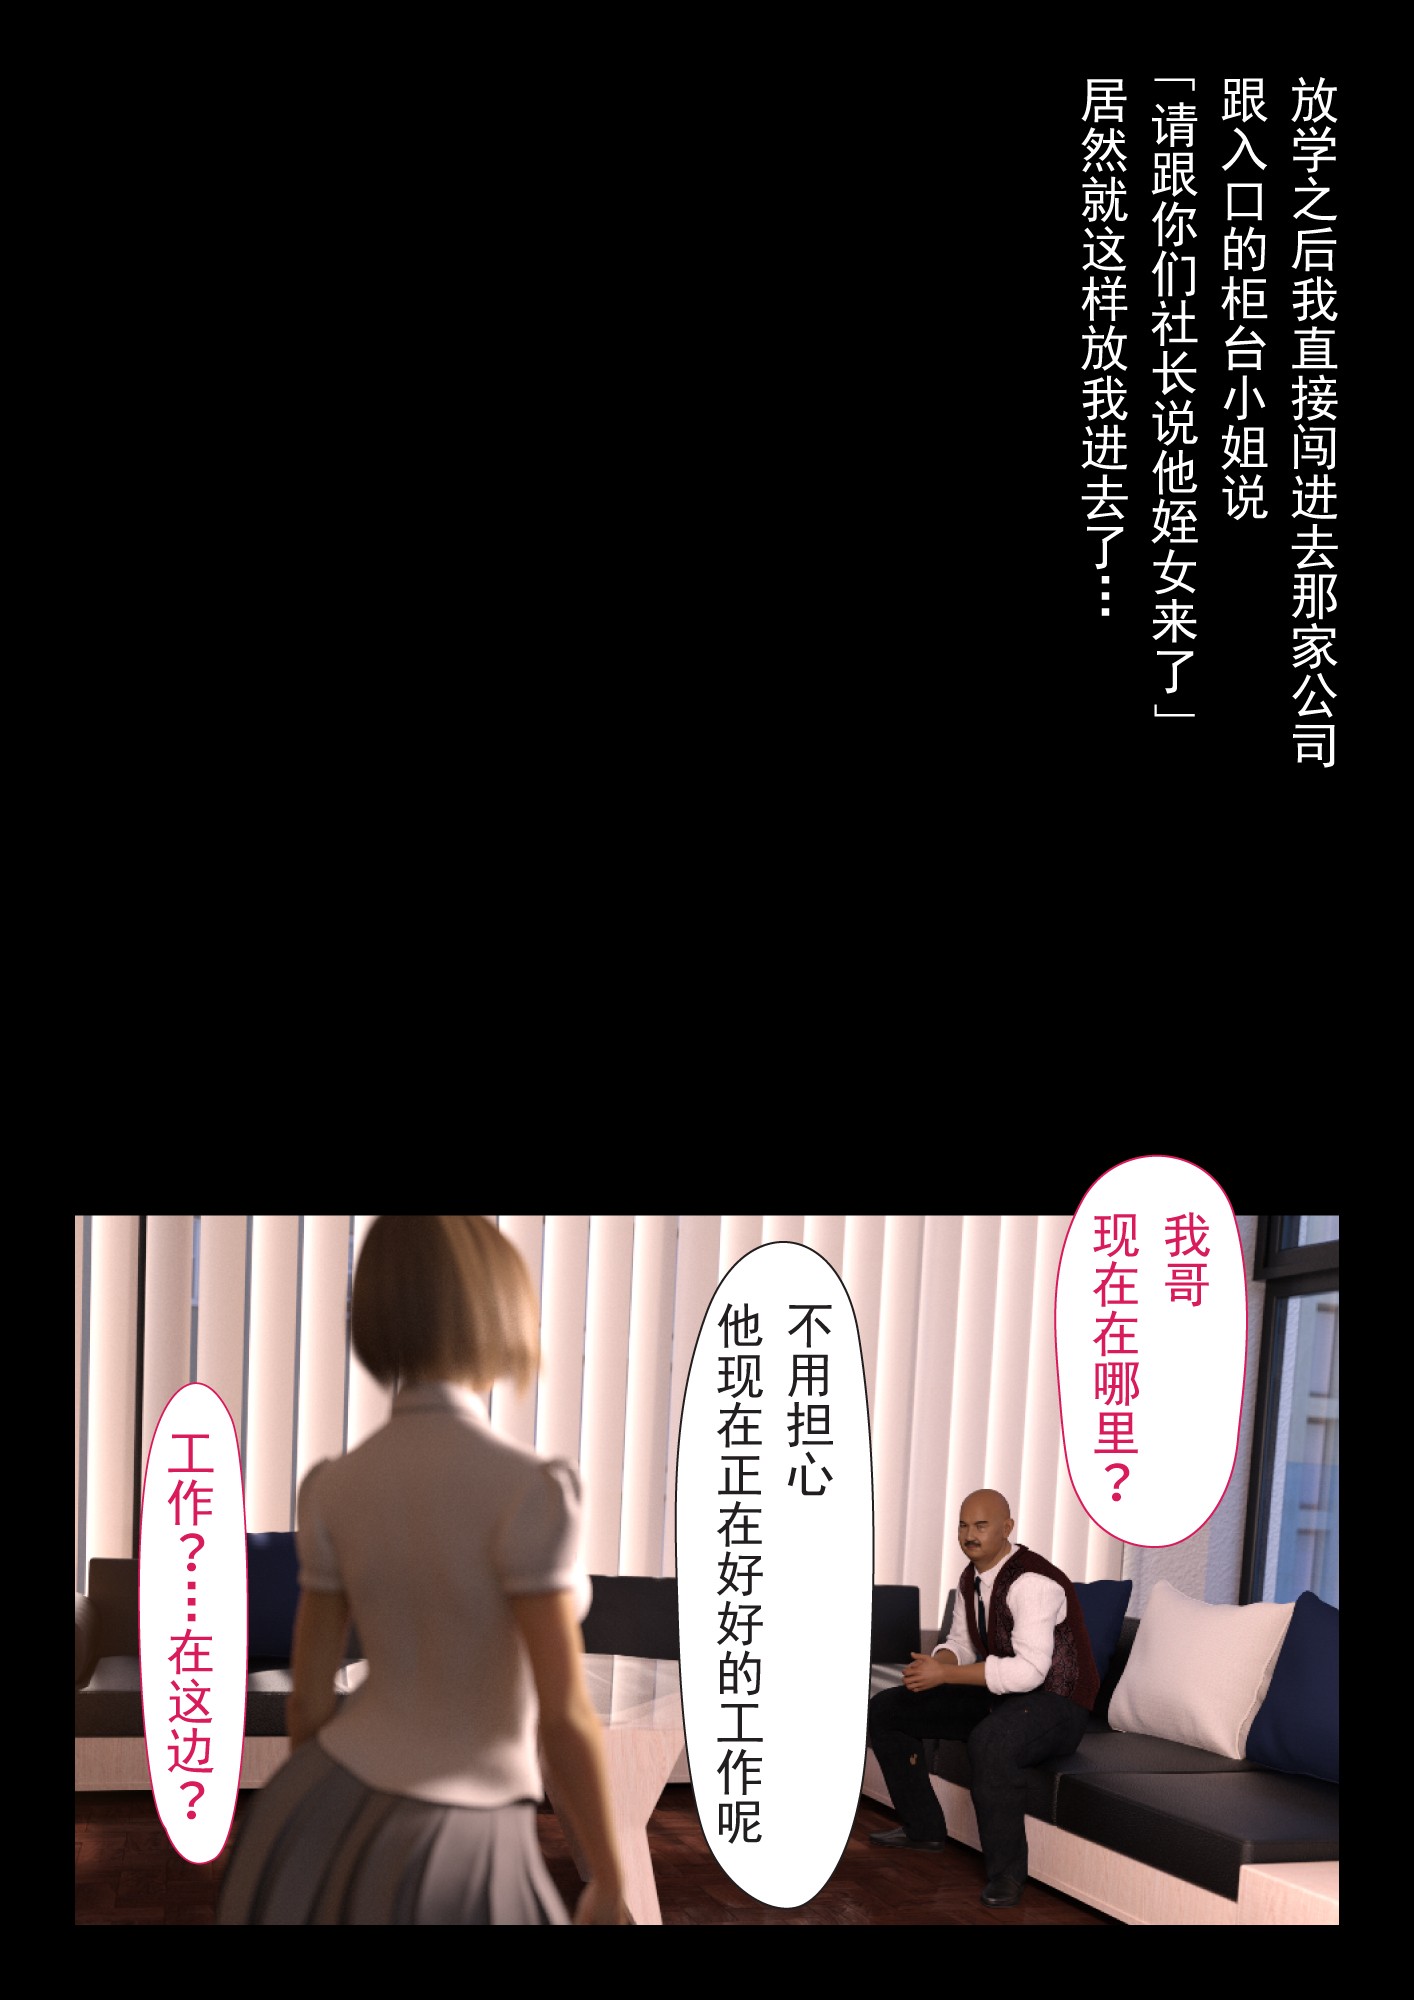 放学之后我直接闯进去那家公司
跟入口的柜台小姐说
「请跟你们社长说他姪女来了」
居然就这样放我进去了…
我哥
现在在哪里？
不用担心
他现在正在好好的工作呢
工作？…在这边？